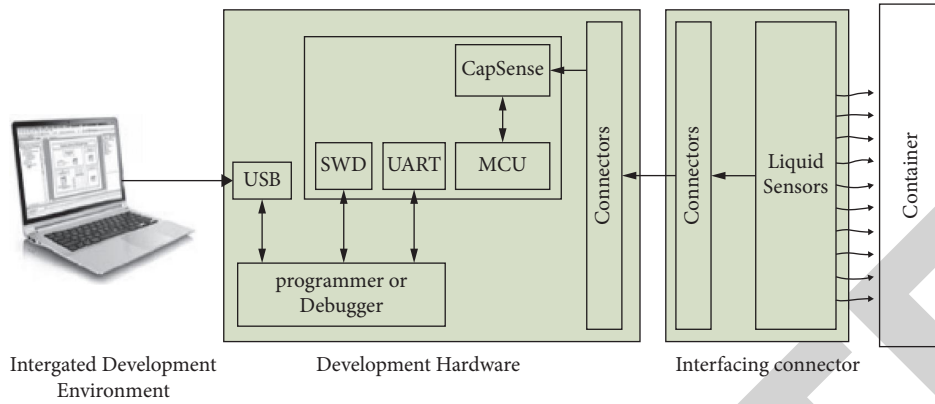 CapSense
SWD
UART
MCU
USB
programmer or
Debugger
Connectors
Connectors
Liquid
Sensors
Container
Intergated Development
Environment
Development Hardware
Interfacing connector